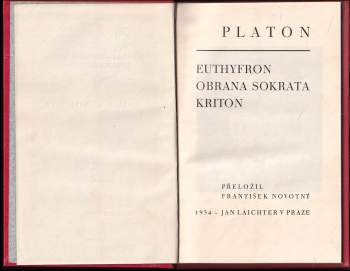 PLATON
EUTHYFRON
OBRANA SOKRATA
KRITON
PŘELOŽIL
FRANTIŠEK NOVOTNÝ
1934 - JAN LAICHTER V PRAZE